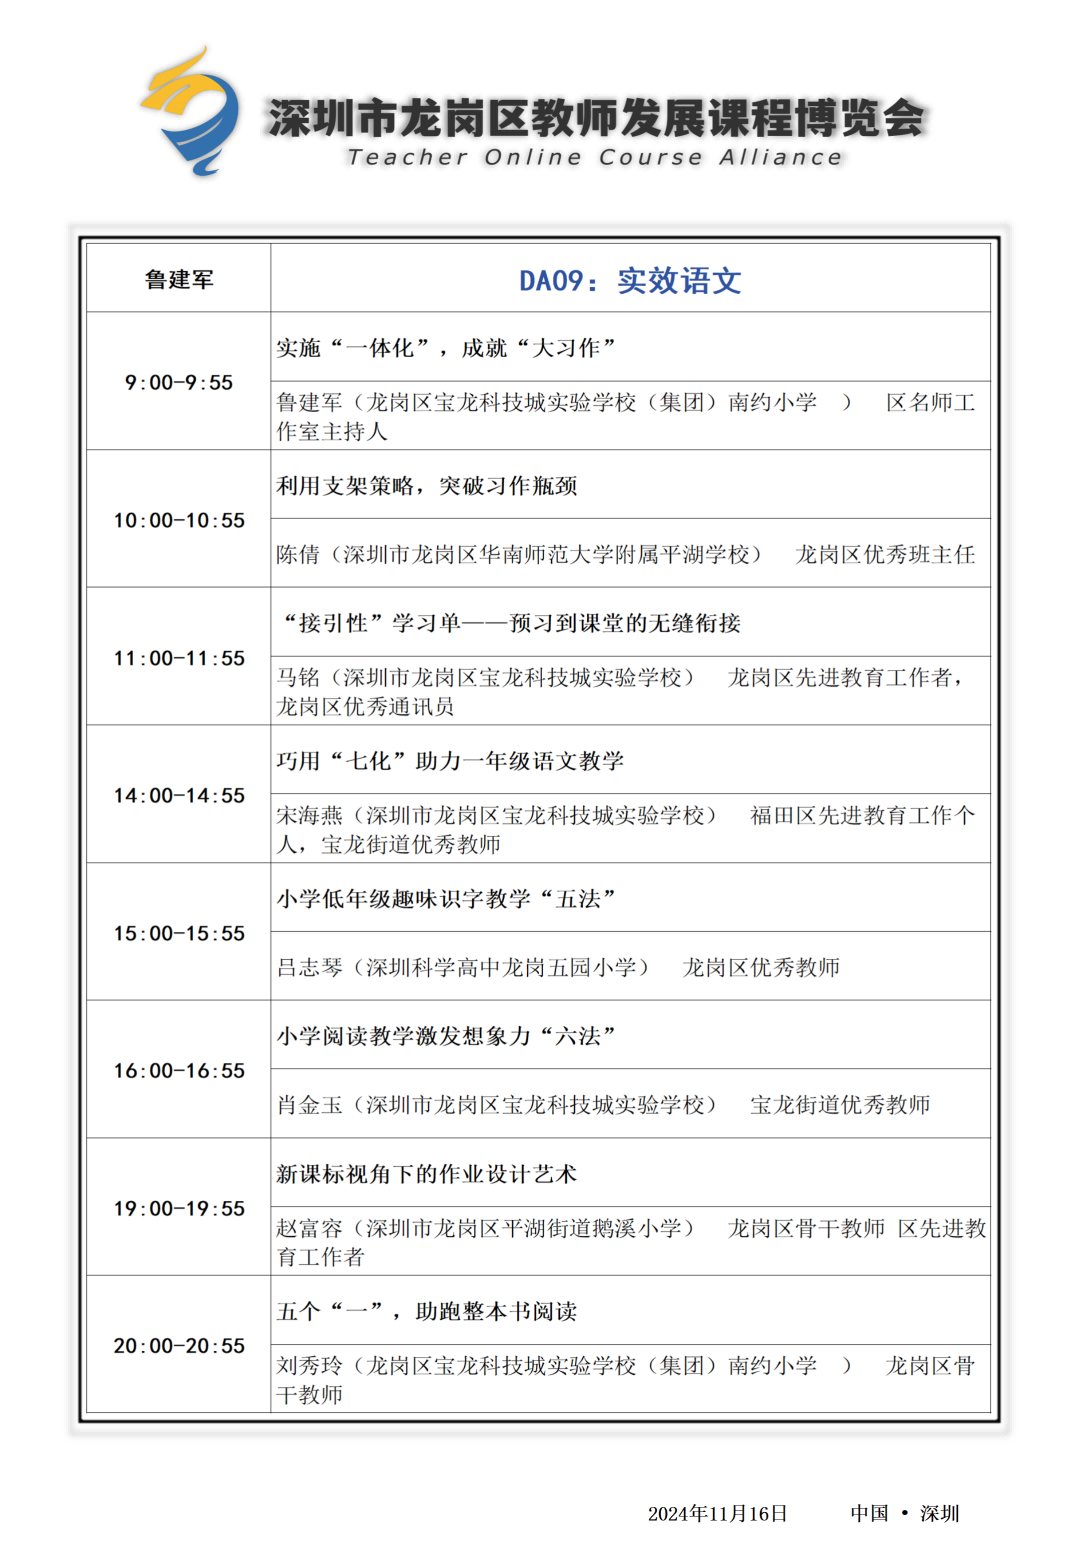 深圳市龙岗区教师发展课程博览会
Teacher Online Course Alliance
鲁建军
DA09：实效语文
9:00-9:55
实施“一体化”，成就“大习作”
鲁建军（龙岗区宝龙科技城实验学校（集团）南约小学　）　区名师工
作室主持人
10:00-10:55
利用支架策略，突破习作瓶颈
陈倩（深圳市龙岗区华南师范大学附属平湖学校）　龙岗区优秀班主任
11:00-11:55
“接引性”学习单——预习到课堂的无缝衔接
马铭（深圳市龙岗区宝龙科技城实验学校）　龙岗区先进教育工作者，
龙岗区优秀通讯员
14:00-14:55
巧用“七化”助力一年级语文教学
宋海燕（深圳市龙岗区宝龙科技城实验学校）　福田区先进教育工作个
人，宝龙街道优秀教师
15:00-15:55
小学低年级趣味识字教学“五法”
吕志琴（深圳科学高中龙岗五园小学）　龙岗区优秀教师
16:00-16:55
小学阅读教学激发想象力“六法”
肖金玉（深圳市龙岗区宝龙科技城实验学校）　宝龙街道优秀教师
19:00-19:55
新课标视角下的作业设计艺术
赵富容（深圳市龙岗区平湖街道鹅溪小学）　龙岗区骨干教师 区先进教
育工作者
20:00-20:55
五个“一”，助跑整本书阅读
刘秀玲（龙岗区宝龙科技城实验学校（集团）南约小学　）　龙岗区骨
干教师
2024年11月16日　　中国 • 深圳